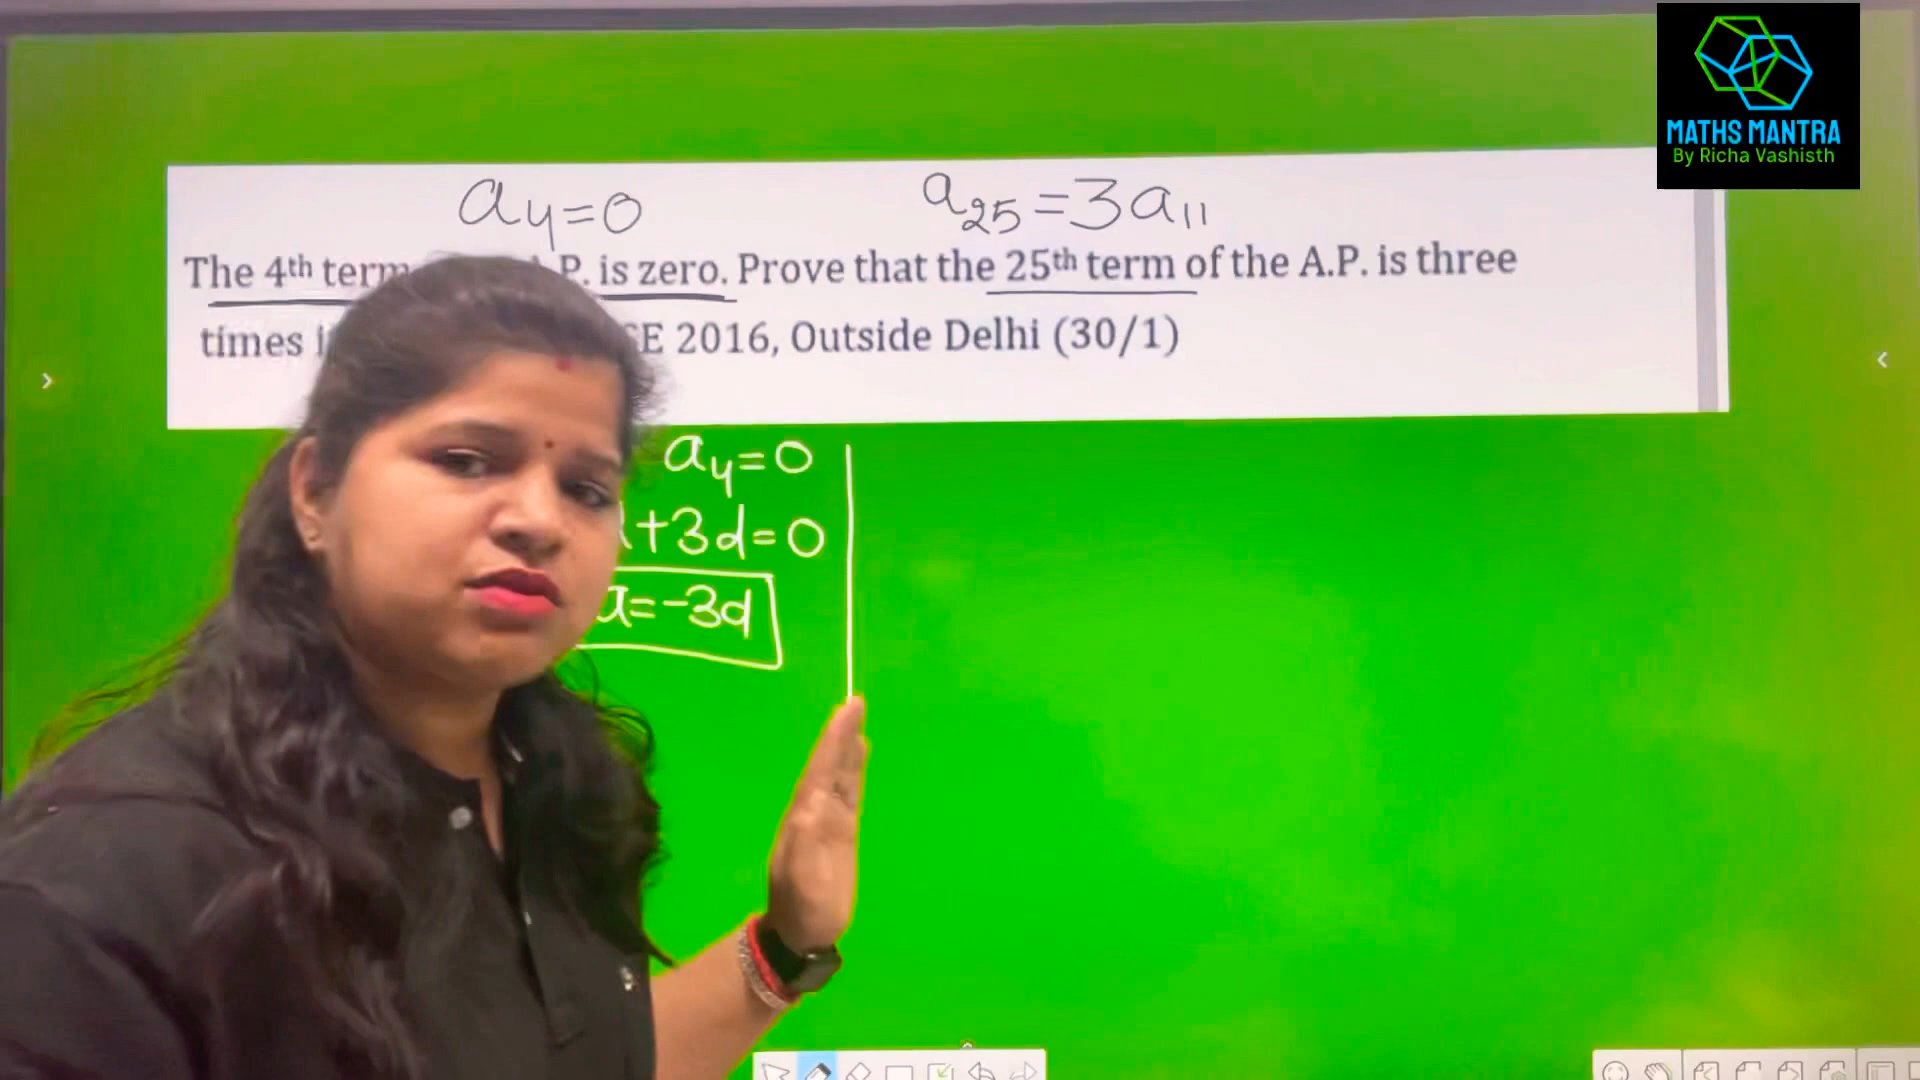 MATHS MANTRA
By Richa Vashisth
a4=0 a25=3a11
The 4th term P. is zero. Prove that the 25th term of the A.P. is three
times E 2016, Outside Delhi (30/1)
a4=0
+3d=0
a=-3d